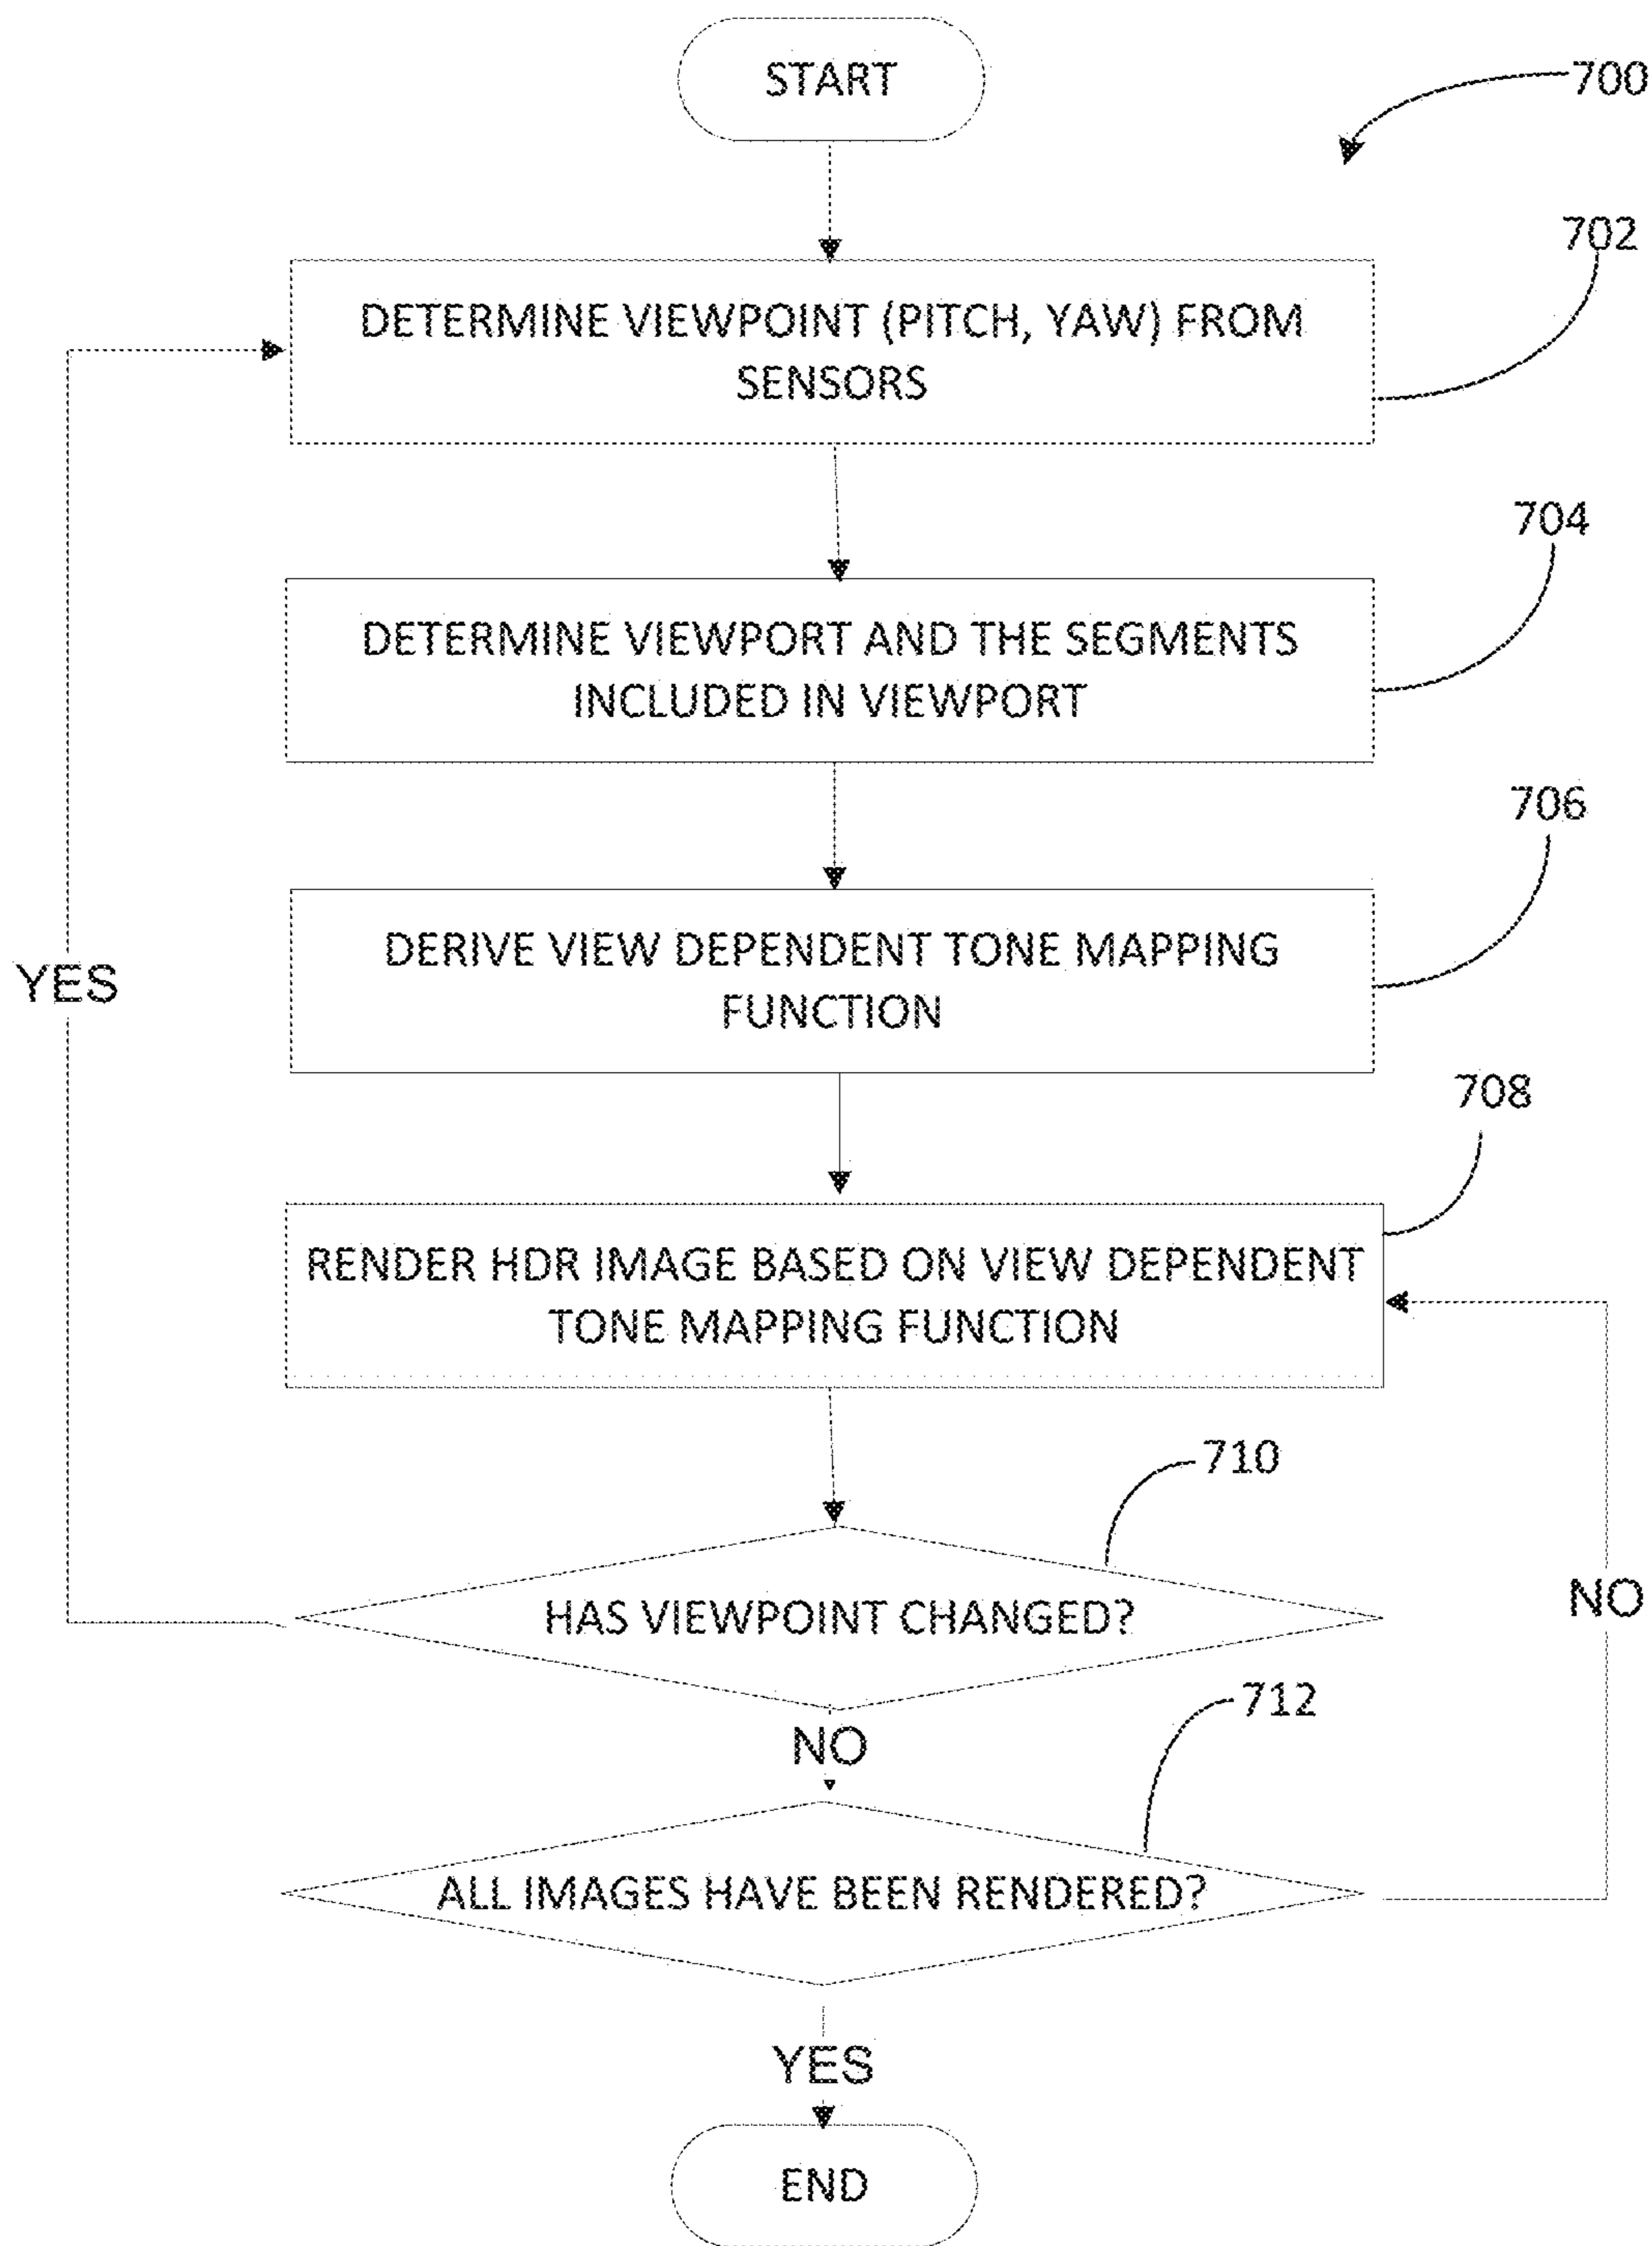 START
700
702
DETERMINE VIEWPOINT (PITCH, YAW) FROM
SENSORS
704
DETERMINE VIEWPORT AND THE SEGMENTS
INCLUDED IN VIEWPORT
706
DERIVE VIEW DEPENDENT TONE MAPPING
FUNCTION
YES
708
RENDER HDR IMAGE BASED ON VIEW DEPENDENT
TONE MAPPING FUNCTION
710
HAS VIEWPOINT CHANGED?
NO
712
NO
ALL IMAGES HAVE BEEN RENDERED?
YES
END